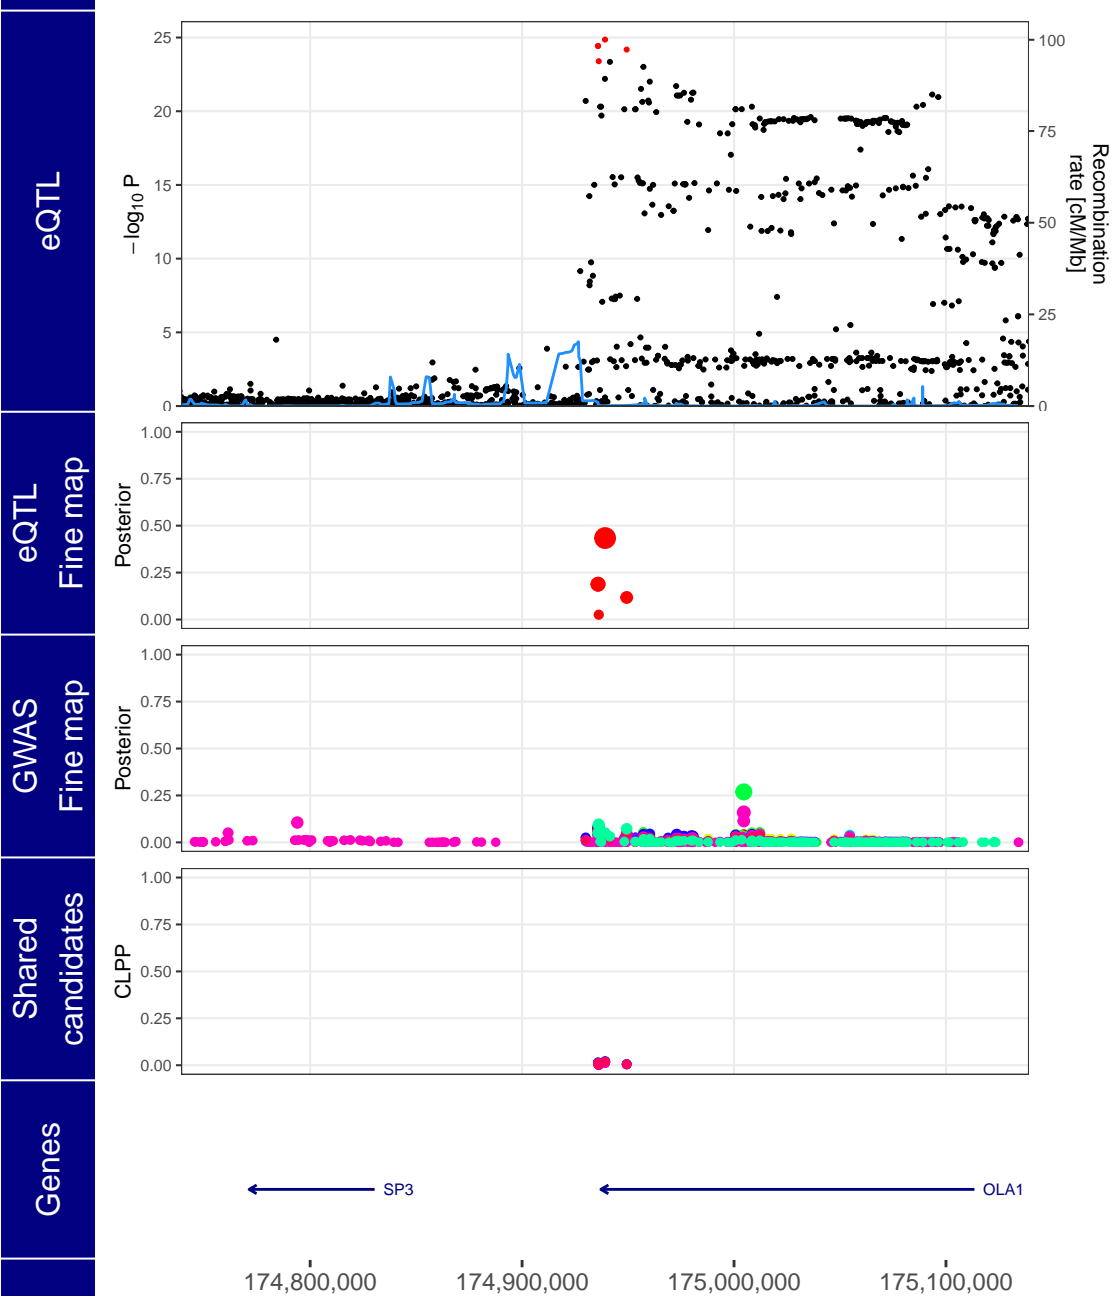 eQTL
25
20
15
10
5
0
−log10 P
100
75
50
25
0
Recombination
rate [cM/Mb]
eQTL
Fine map
Posterior
1.00
0.75
0.50
0.25
0.00
GWAS
Fine map
Posterior
1.00
0.75
0.50
0.25
0.00
Shared
candidates
CLPP
1.00
0.75
0.50
0.25
0.00
Genes
SP3
OLA1
174,800,000
174,900,000
175,000,000
175,100,000